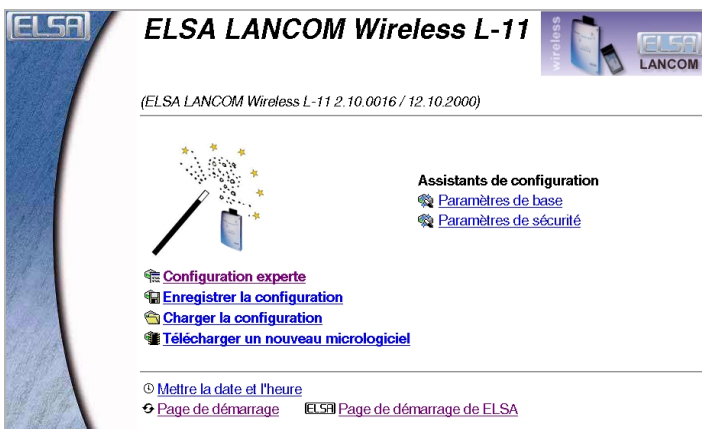 ELSA
ELSA LANCOM Wireless L-11
wireless
ELSA
LANCOM
(ELSA LANCOM Wireless L-11 2.10.0016 / 12.10.2000)
Assistants de configuration
Paramètres de base
Paramètres de sécurité
Configuration experte
Enregistrer la configuration
Charger la configuration
Télécharger un nouveau micrologiciel
Mettre la date et l'heure
Page de démarrage ELSA Page de démarrage de ELSA